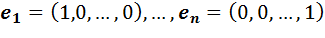 e₁ = (1,0, … ,0), … , eₙ = (0,0, … ,1)